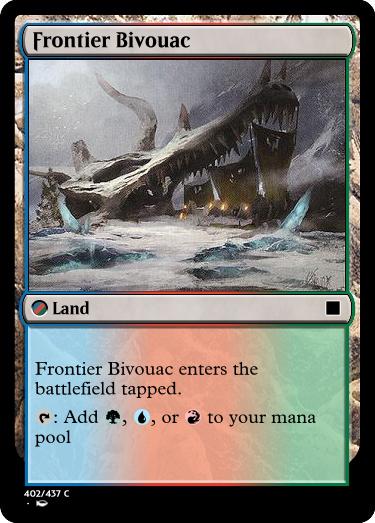 Frontier Bivouac
Land
Frontier Bivouac enters the
battlefield tapped.
: Add , , or to your mana
pool
402/437 C